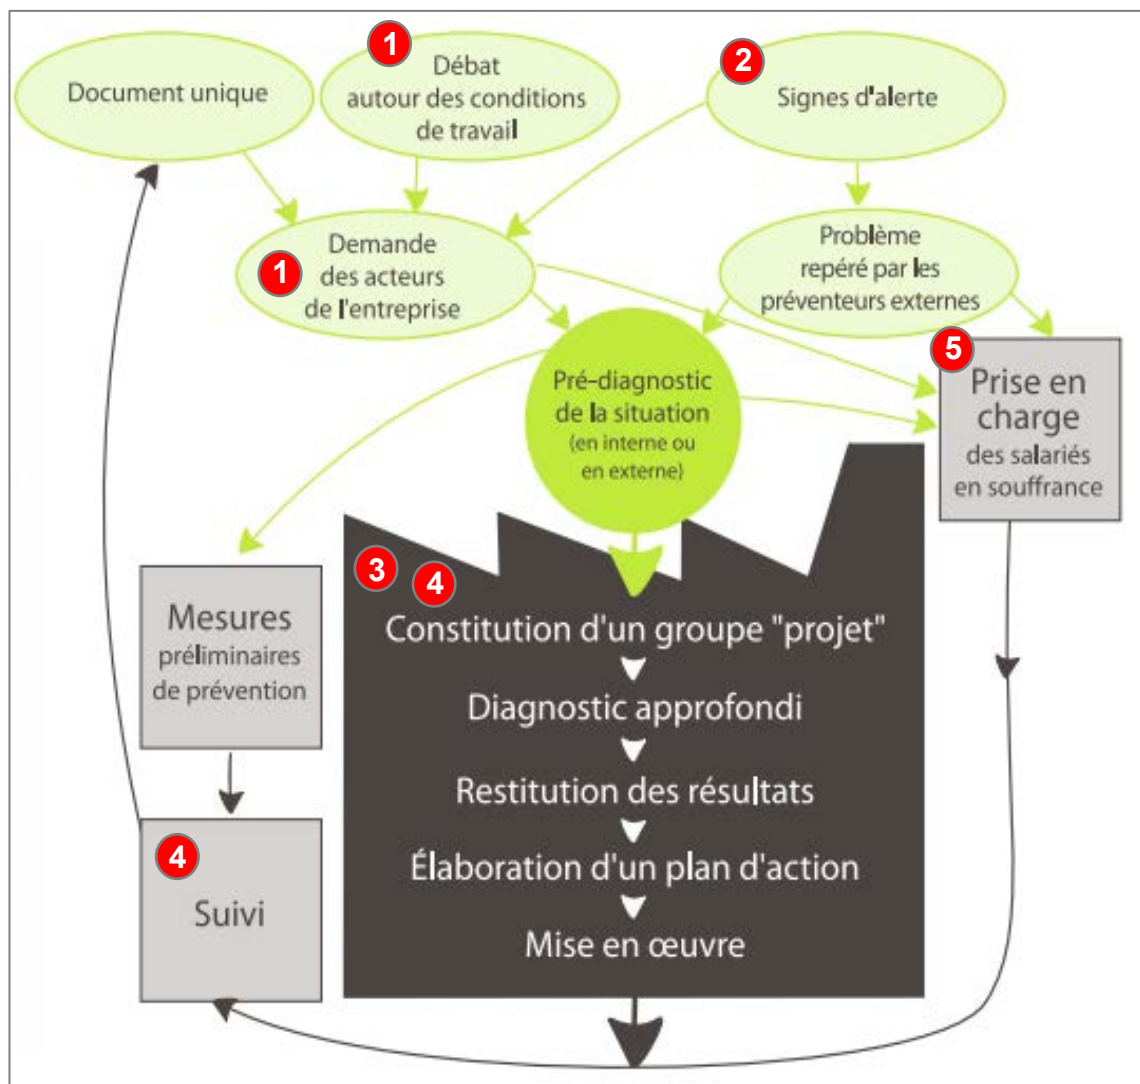 Document unique
1
Débat
autour des conditions
de travail
2
Signes d'alerte
1
Demande
des acteurs
de l'entreprise
Problème
repéré par les
préventeurs externes
Pré-diagnostic
de la situation
(en interne ou
en externe)
5
Prise en
charge
des salariés
en souffrance
Mesures
préliminaires
de prévention
3
4
Constitution d'un groupe "projet"
Diagnostic approfondi
Restitution des résultats
Élaboration d'un plan d'action
Mise en œuvre
4
Suivi